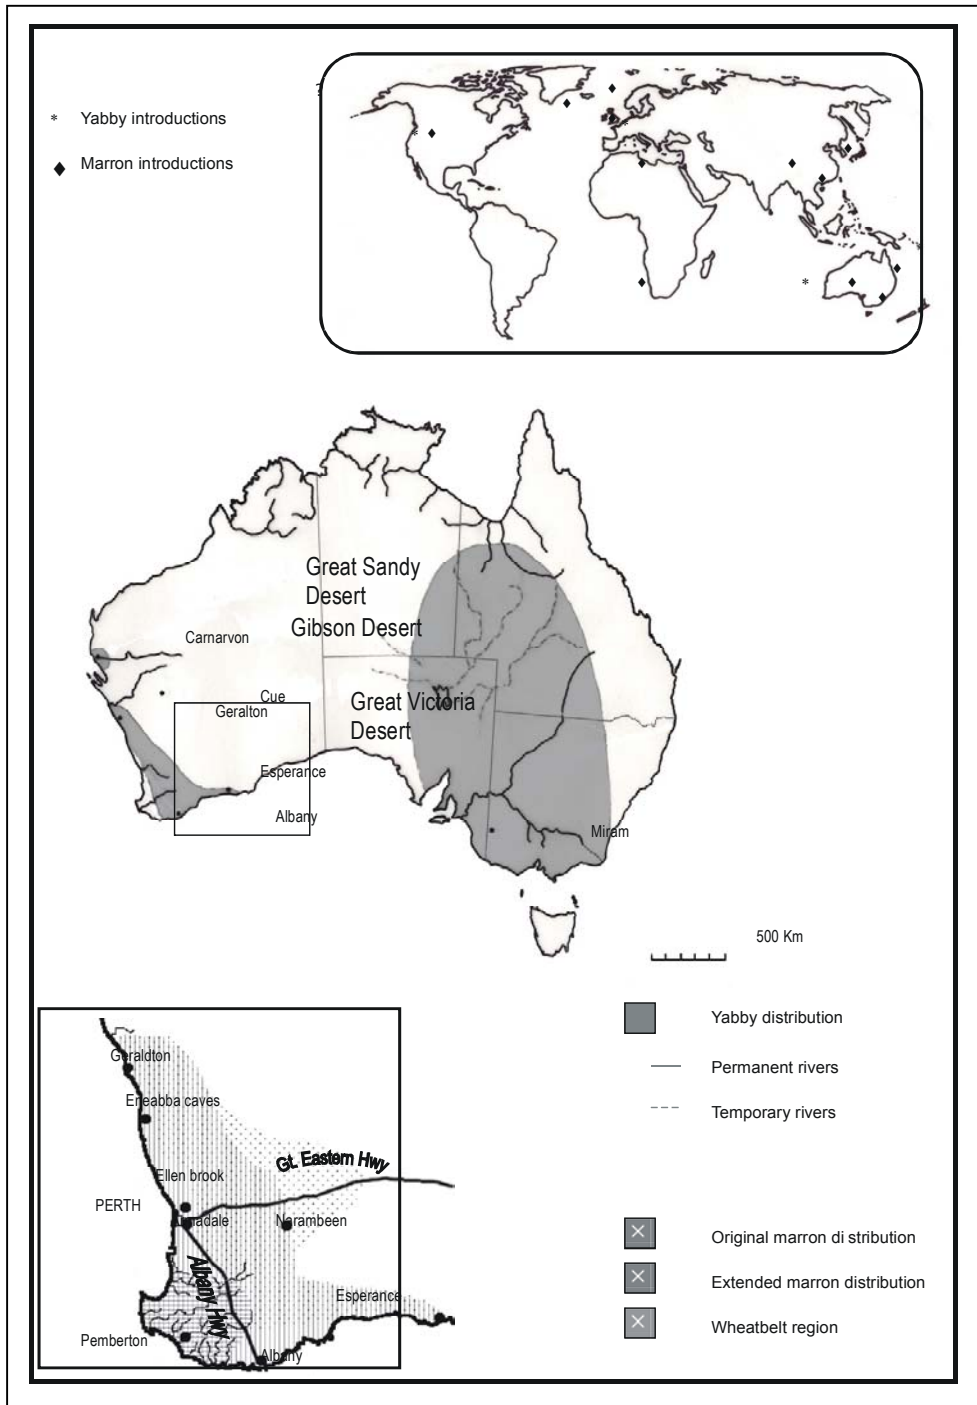 * Yabby introductions
♦ Marron introductions
Great Sandy
Desert
Gibson Desert
Carnarvon
Cue
Geralton
Great Victoria
Desert
Esperance
Albany
Miram
500 Km
Yabby distribution
Permanent rivers
Temporary rivers
Original marron di stribution
Extended marron distribution
Wheatbelt region
Geraldton
Eneabba caves
Gt. Eastern Hwy
Ellen brook
PERTH
Narambeen
Albany Hwy
Esperance
Pemberton
Albany